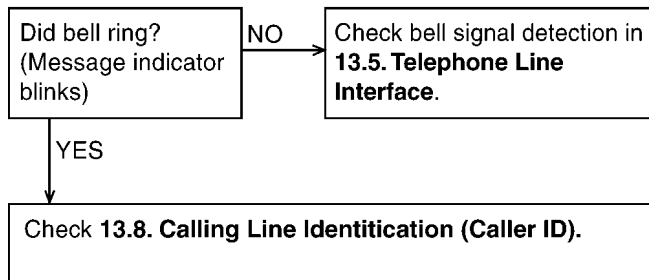 Did bell ring?
(Message indicator
blinks)
NO
Check bell signal detection in
13.5. Telephone Line
Interface.
YES
Check 13.8. Calling Line Identitication (Caller ID).